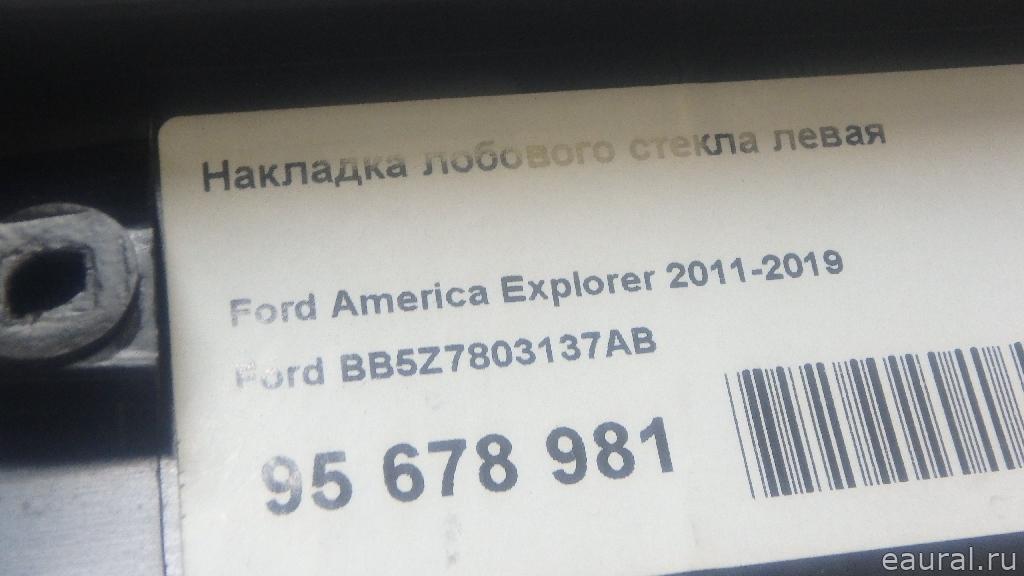 Накладка лобового стекла левая
Ford America Explorer 2011-2019
Ford BB5Z7803137AB
95 678 981
eaural.ru